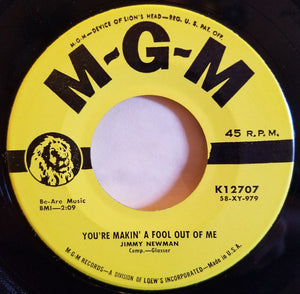 M-G-M—DEVICE OF LION'S HEAD—REG. U. S. PAT. OFF.
M-G-M
45 R.P.M.
Be-Are Music
BMI—2:09
K12707
58-XY-979
YOU'RE MAKIN' A FOOL OUT OF ME
JIMMY NEWMAN
Comp.—Glasser
M-G-M RECORDS—A DIVISION OF LOEW'S INCORPORATED—Made in U.S.A.